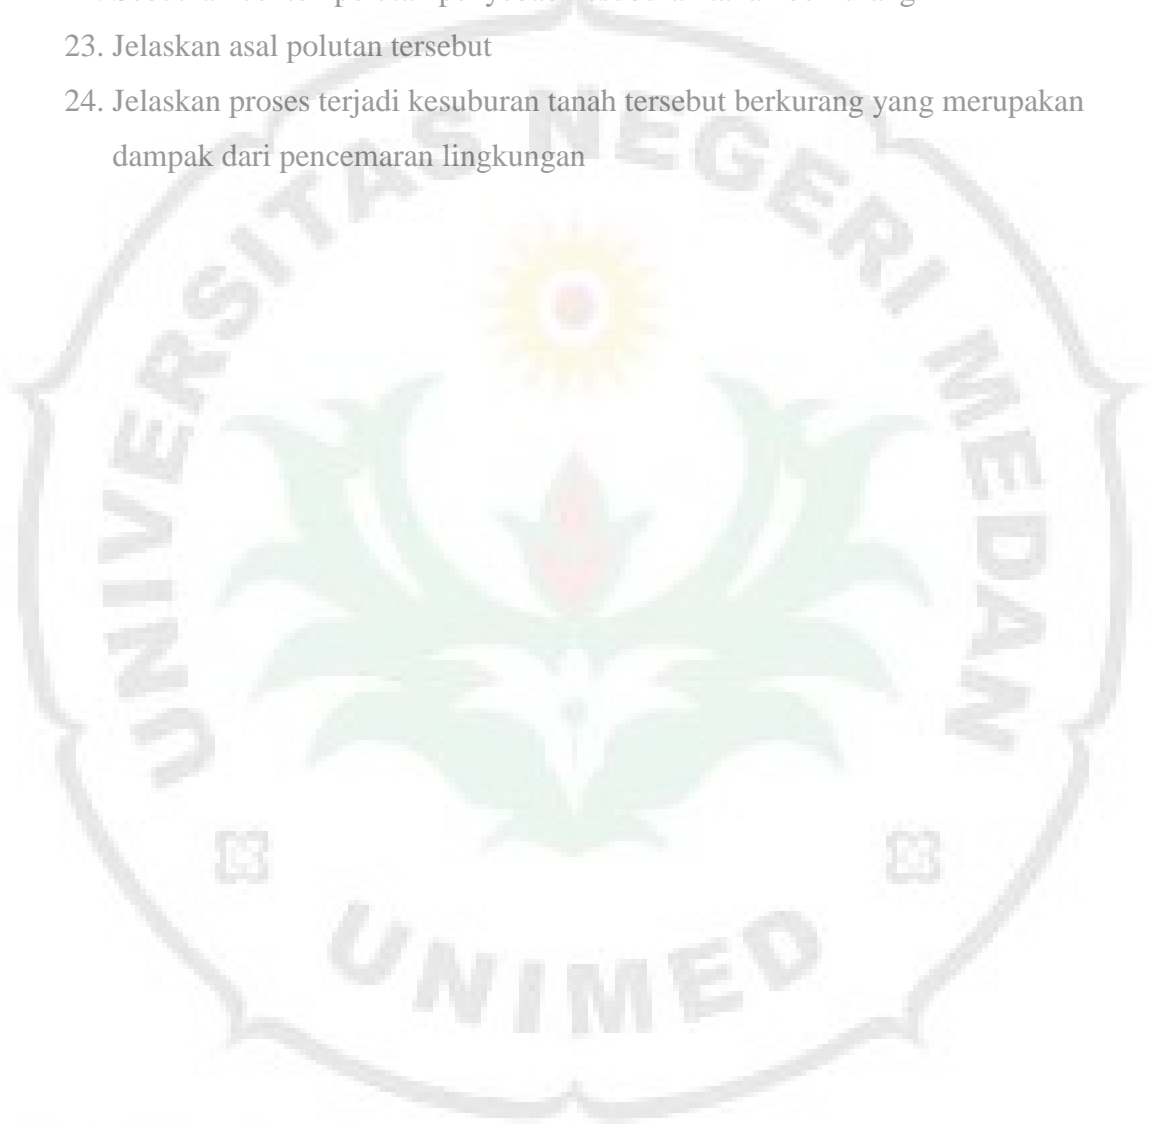 23. Jelaskan asal polutan tersebut
24. Jelaskan proses terjadi kesuburan tanah tersebut berkurang yang merupakan
dampak dari pencemaran lingkungan
UNIVERSITAS NEGERI MEDAN
UNIMED